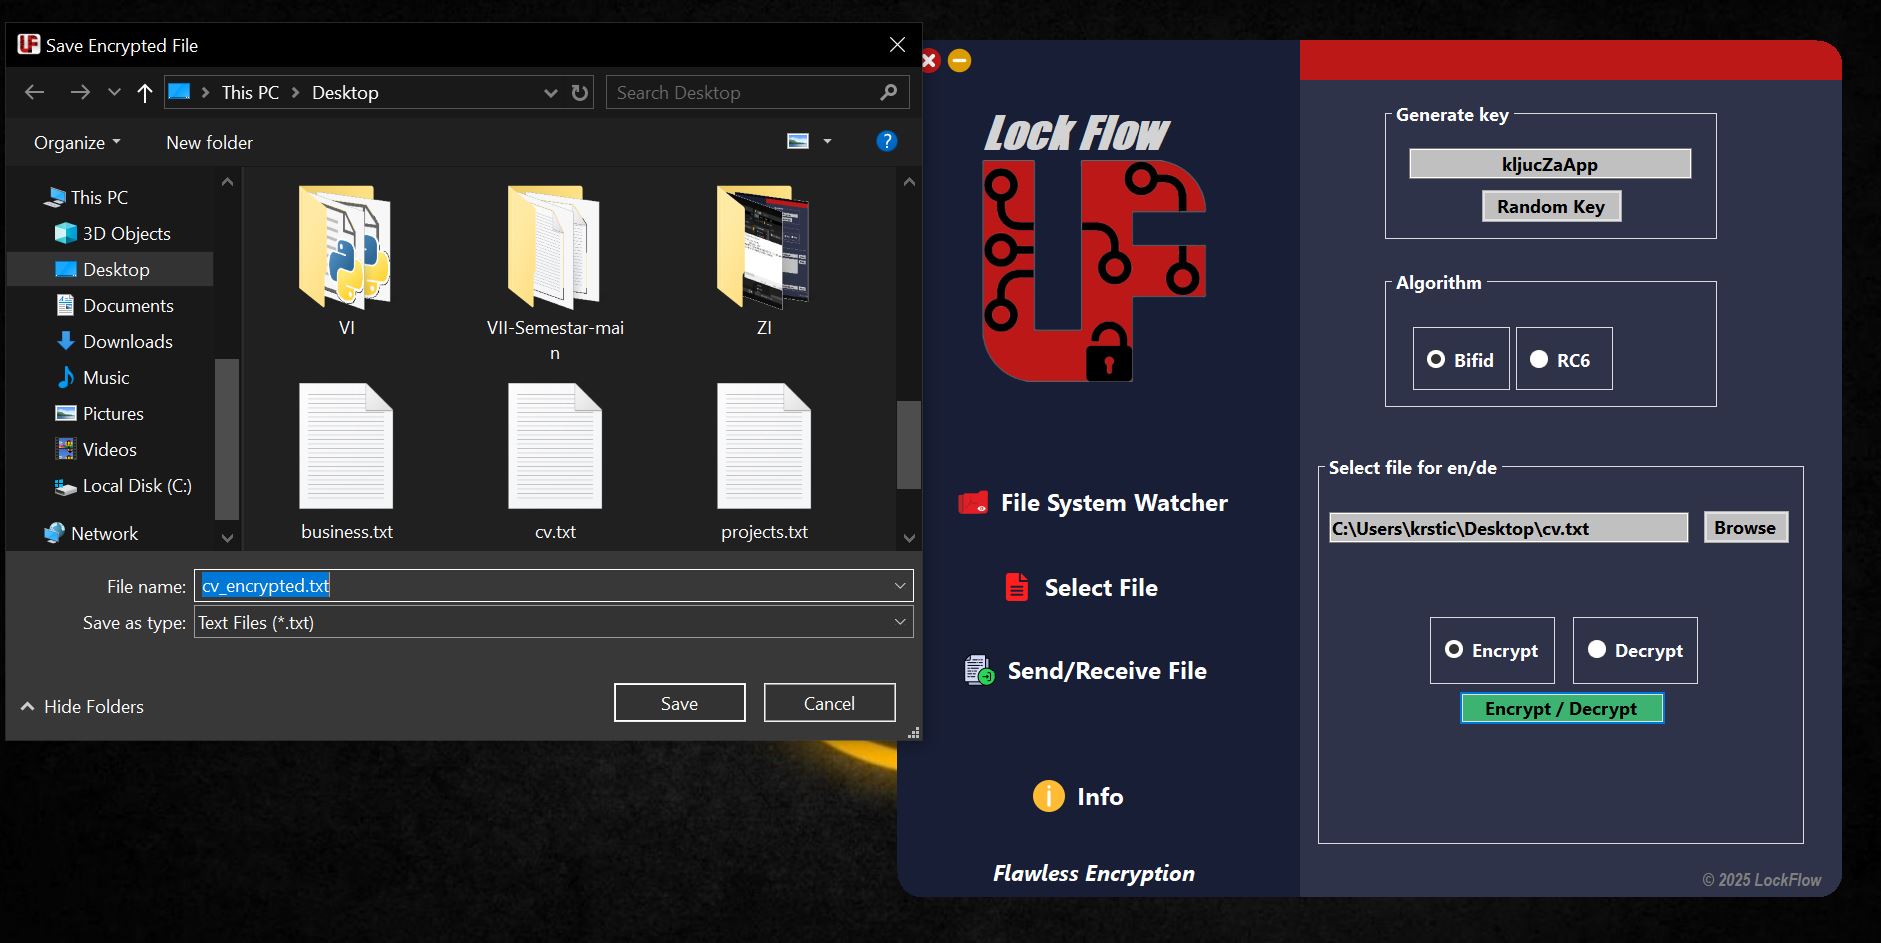 Save Encrypted File
This PC
Desktop
Search Desktop
Organize
New folder
This PC
3D Objects
Desktop
Documents
Downloads
Music
Pictures
Videos
Local Disk (C:)
Network
VI
VII-Semestar-mai
n
ZI
business.txt
cv.txt
projects.txt
File name: cv_encrypted.txt
Save as type: Text Files (*.txt)
Hide Folders
Save
Cancel
Lock Flow
File System Watcher
Select File
Send/Receive File
Info
Flawless Encryption
Generate key
kljucZaApp
Random Key
Algorithm
Bifid
RC6
Select file for en/de
C:\Users\krstic\Desktop\cv.txt
Browse
Encrypt
Decrypt
Encrypt / Decrypt
© 2025 LockFlow